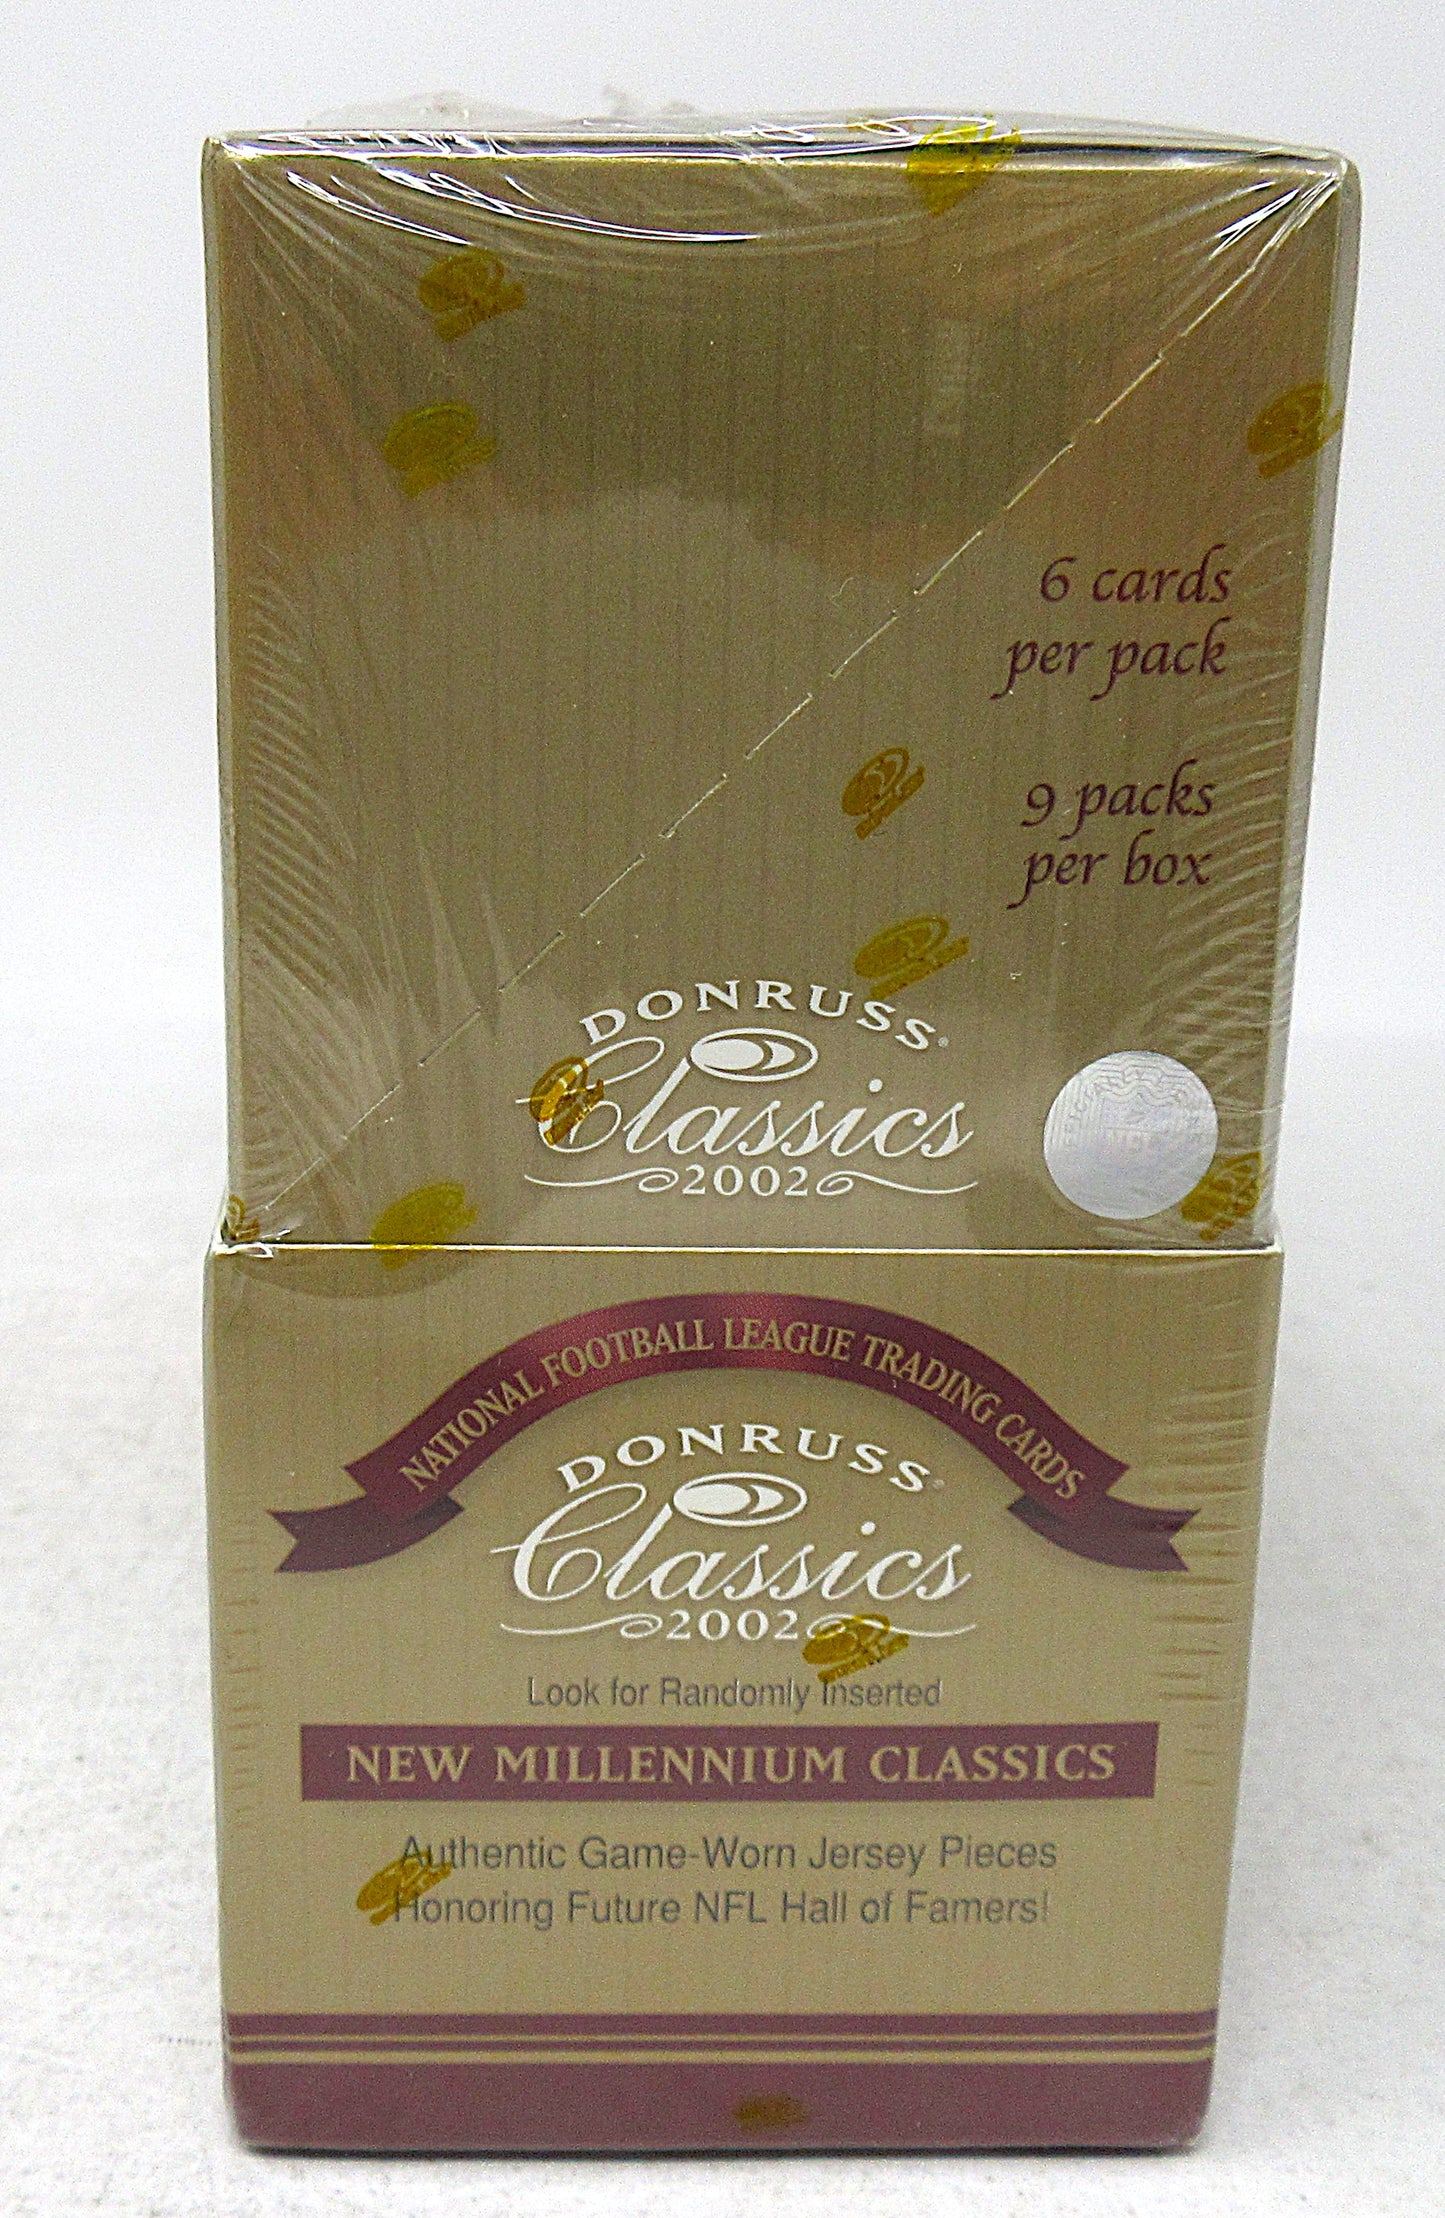 6 cards
per pack
9 packs
per box
DONRUSS®
Classics
2002
NATIONAL FOOTBALL LEAGUE TRADING CARDS
DONRUSS®
Classics
2002
Look for Randomly Inserted
NEW MILLENNIUM CLASSICS
Authentic Game-Worn Jersey Pieces
Honoring Future NFL Hall of Famers!